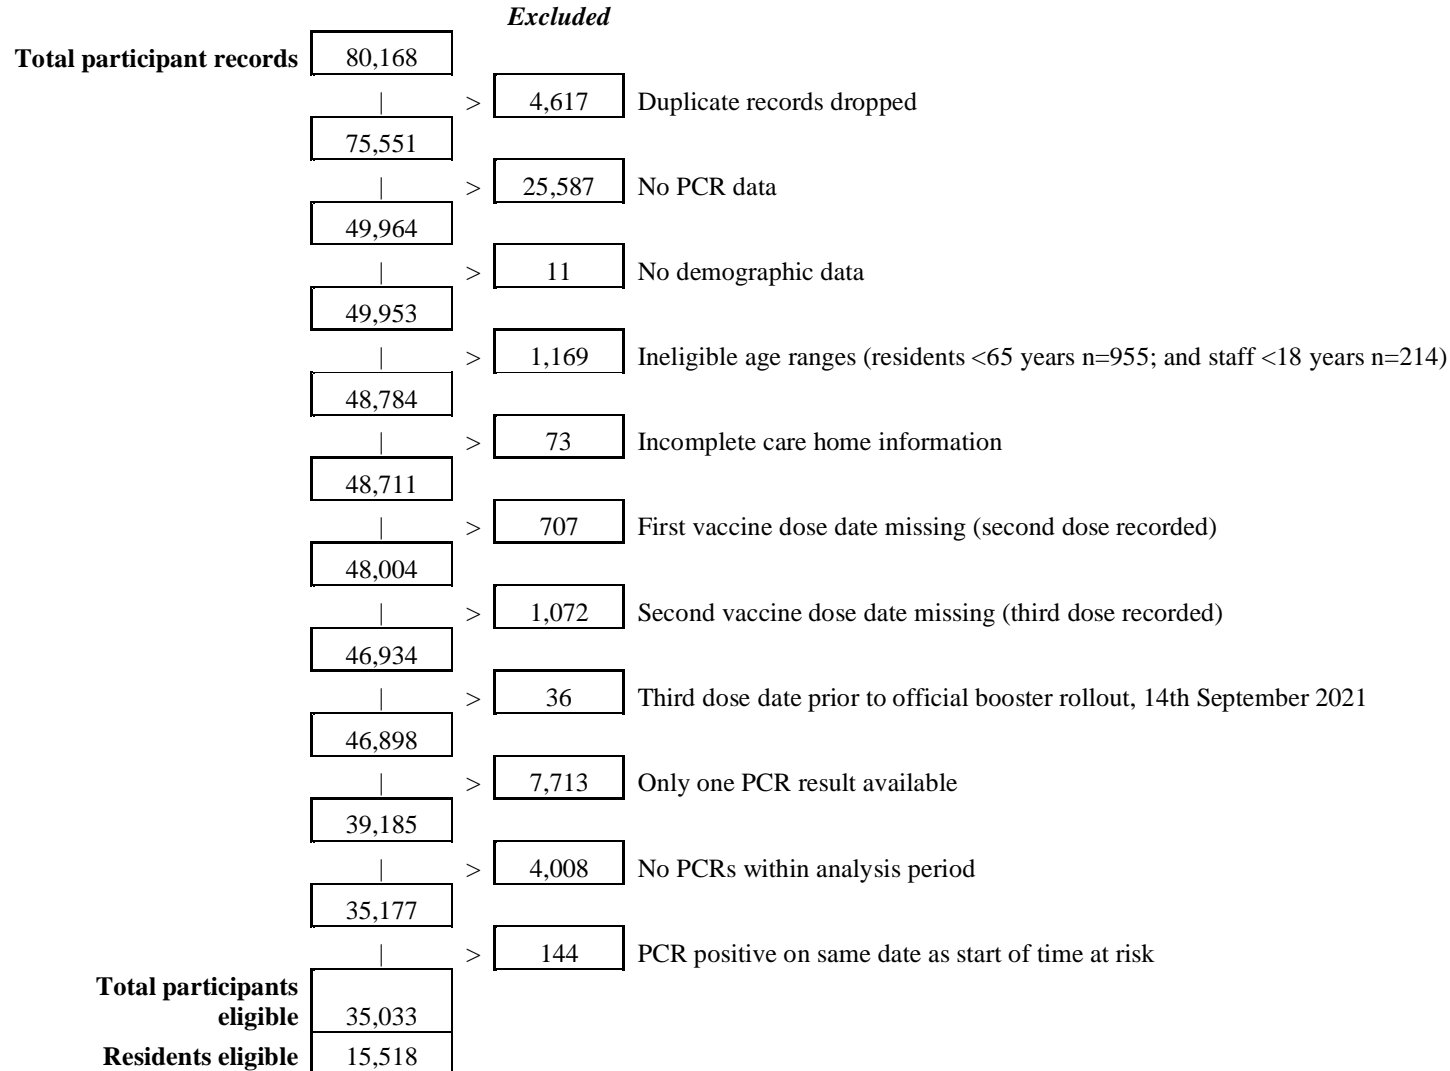 Excluded
Total participant records 80,168
| > 4,617 Duplicate records dropped
75,551
| > 25,587 No PCR data
49,964
| > 11 No demographic data
49,953
| > 1,169 Ineligible age ranges (residents <65 years n=955; and staff <18 years n=214)
48,784
| > 73 Incomplete care home information
48,711
| > 707 First vaccine dose date missing (second dose recorded)
48,004
| > 1,072 Second vaccine dose date missing (third dose recorded)
46,934
| > 36 Third dose date prior to official booster rollout, 14th September 2021
46,898
| > 7,713 Only one PCR result available
39,185
| > 4,008 No PCRs within analysis period
35,177
| > 144 PCR positive on same date as start of time at risk
Total participants
eligible 35,033
Residents eligible 15,518